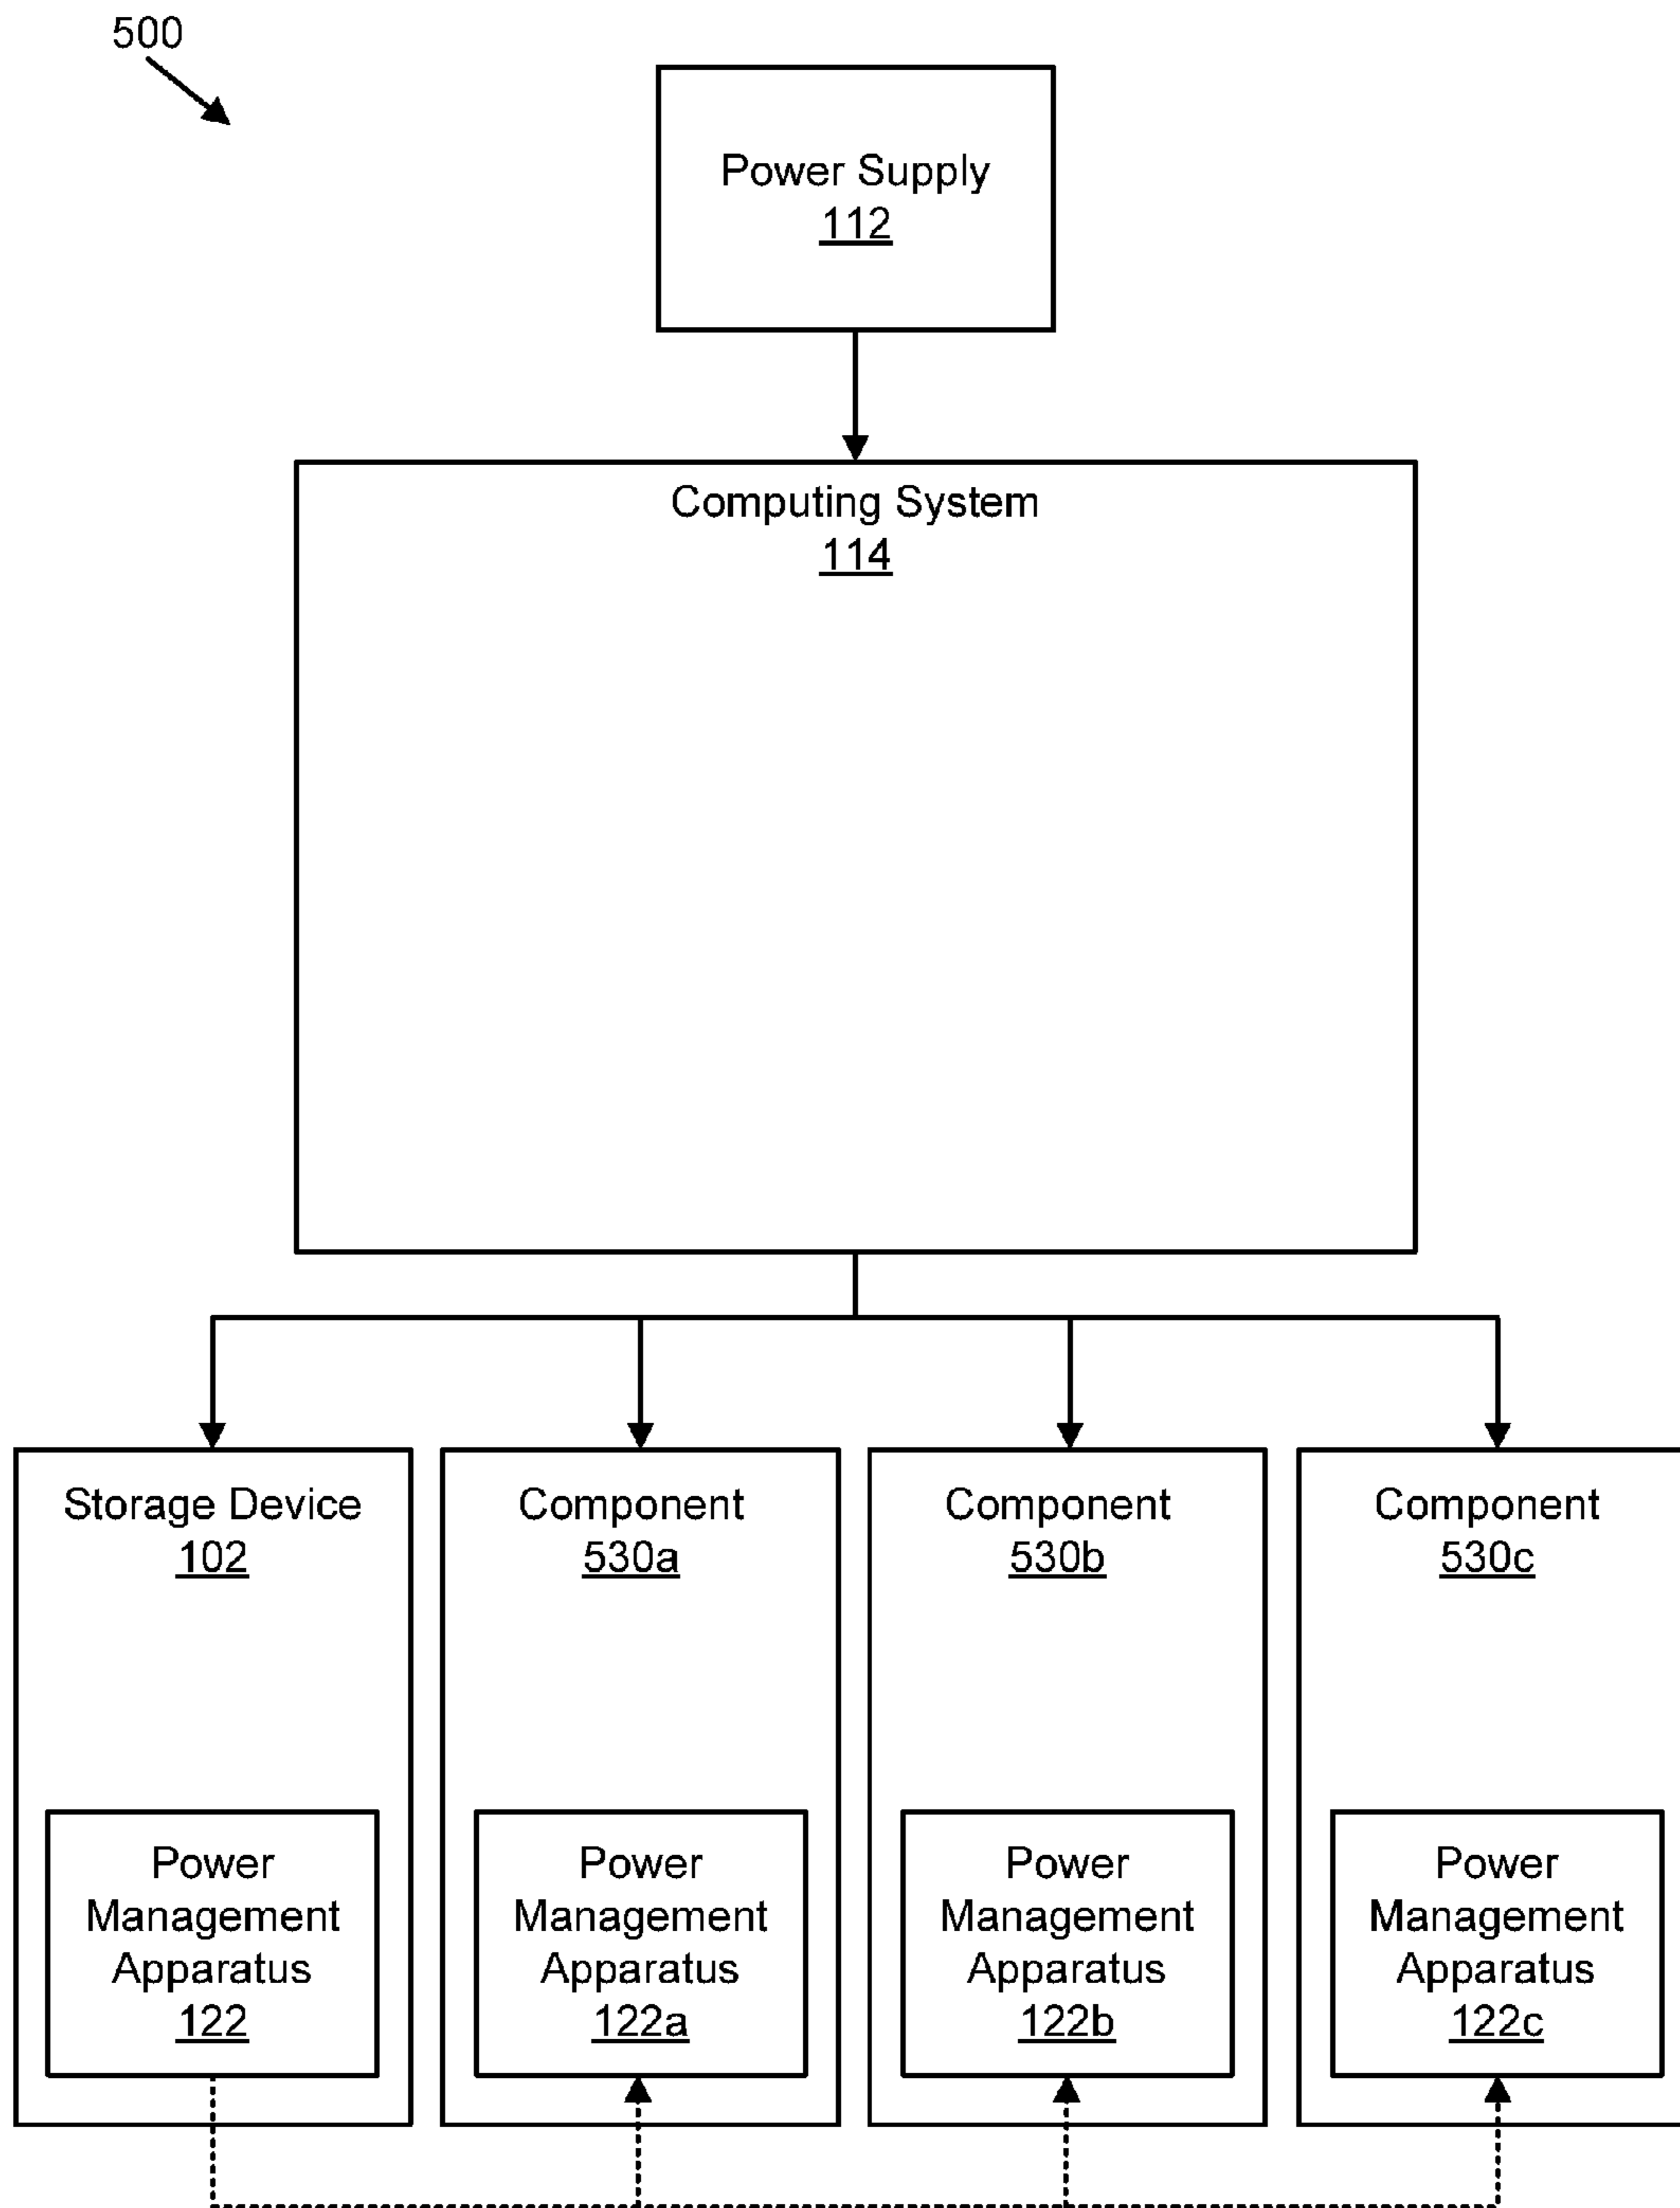 500
Power Supply
112
Computing System
114
Storage Device
102
Component
530a
Component
530b
Component
530c
Power
Management
Apparatus
122
Power
Management
Apparatus
122a
Power
Management
Apparatus
122b
Power
Management
Apparatus
122c